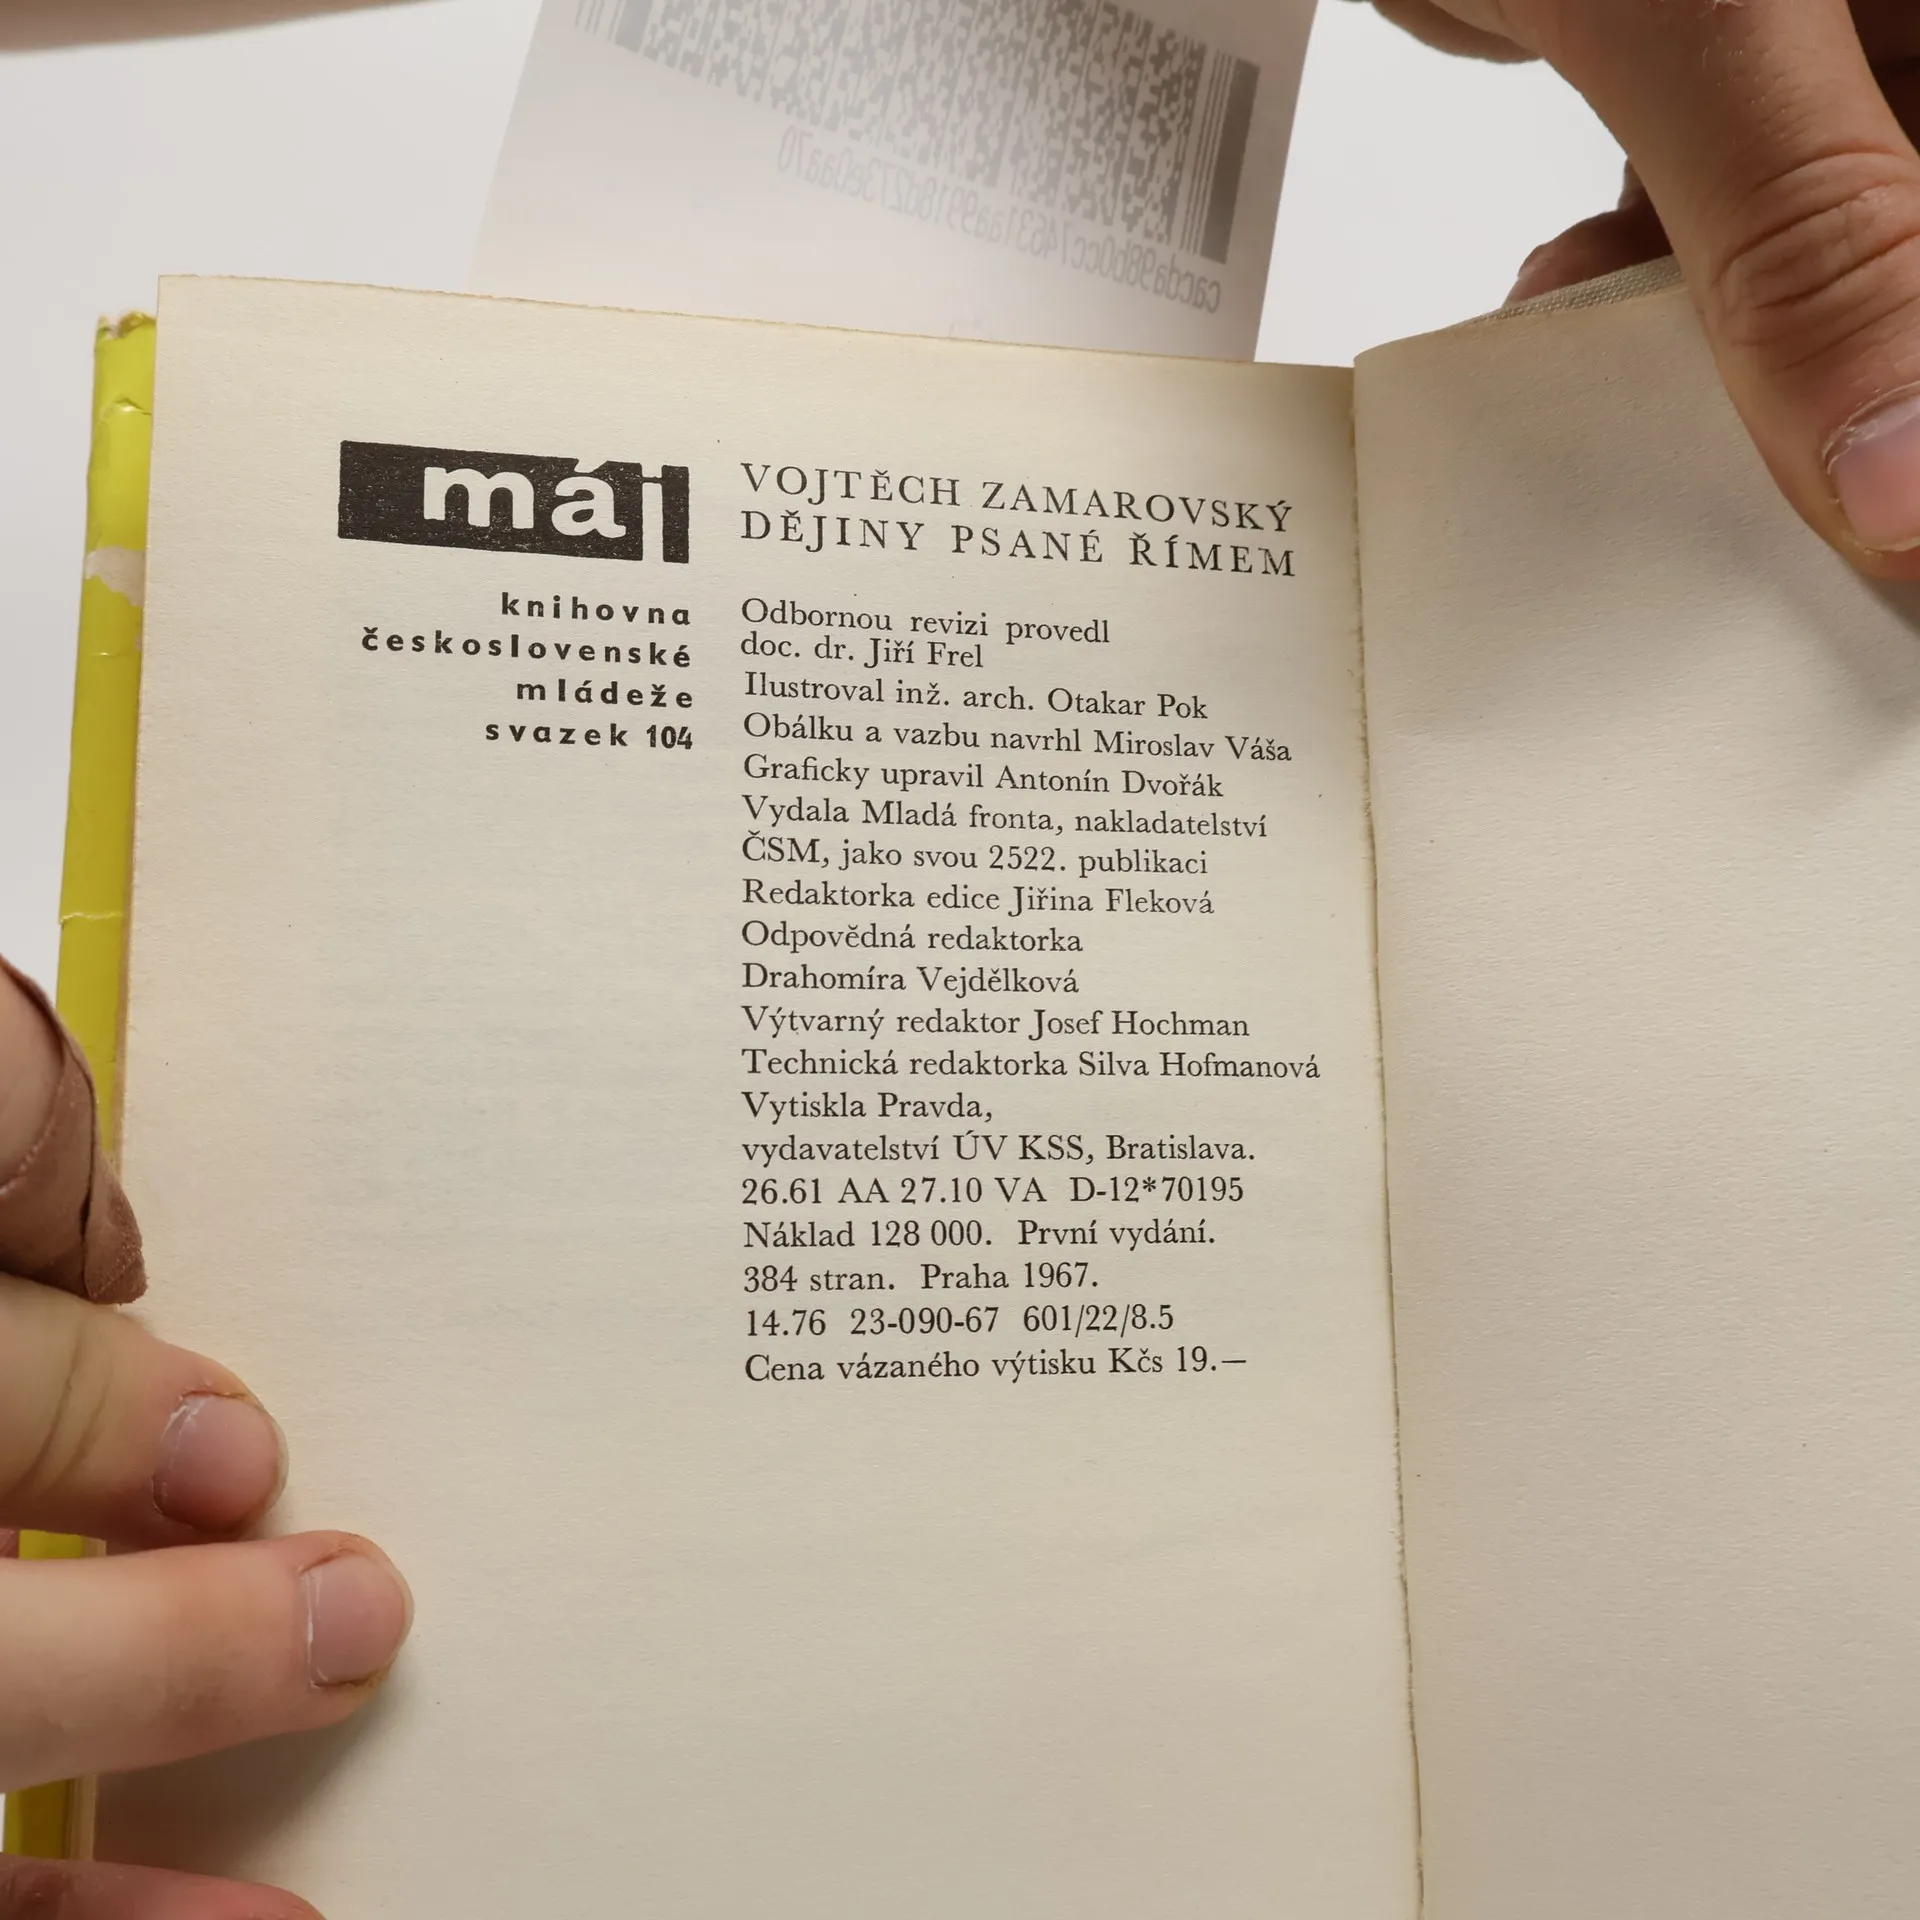 máj
knihovna
československé
mládeže
svazek 104
VOJTĚCH ZAMAROVSKÝ
DĚJINY PSANÉ ŘÍMEM
Odbornou revizi provedl
doc. dr. Jiří Frel
Ilustroval inž. arch. Otakar Pok
Obálku a vazbu navrhl Miroslav Váša
Graficky upravil Antonín Dvořák
Vydala Mladá fronta, nakladatelství
ČSM, jako svou 2522. publikaci
Redaktorka edice Jiřina Fleková
Odpovědná redaktorka
Drahomíra Vejdělková
Výtvarný redaktor Josef Hochman
Technická redaktorka Silva Hofmanová
Vytiskla Pravda,
vydavatelství ÚV KSS, Bratislava.
26.61 AA 27.10 VA D-12*70195
Náklad 128 000. První vydání.
384 stran. Praha 1967.
14.76 23-090-67 601/22/8.5
Cena vázaného výtisku Kčs 19.—